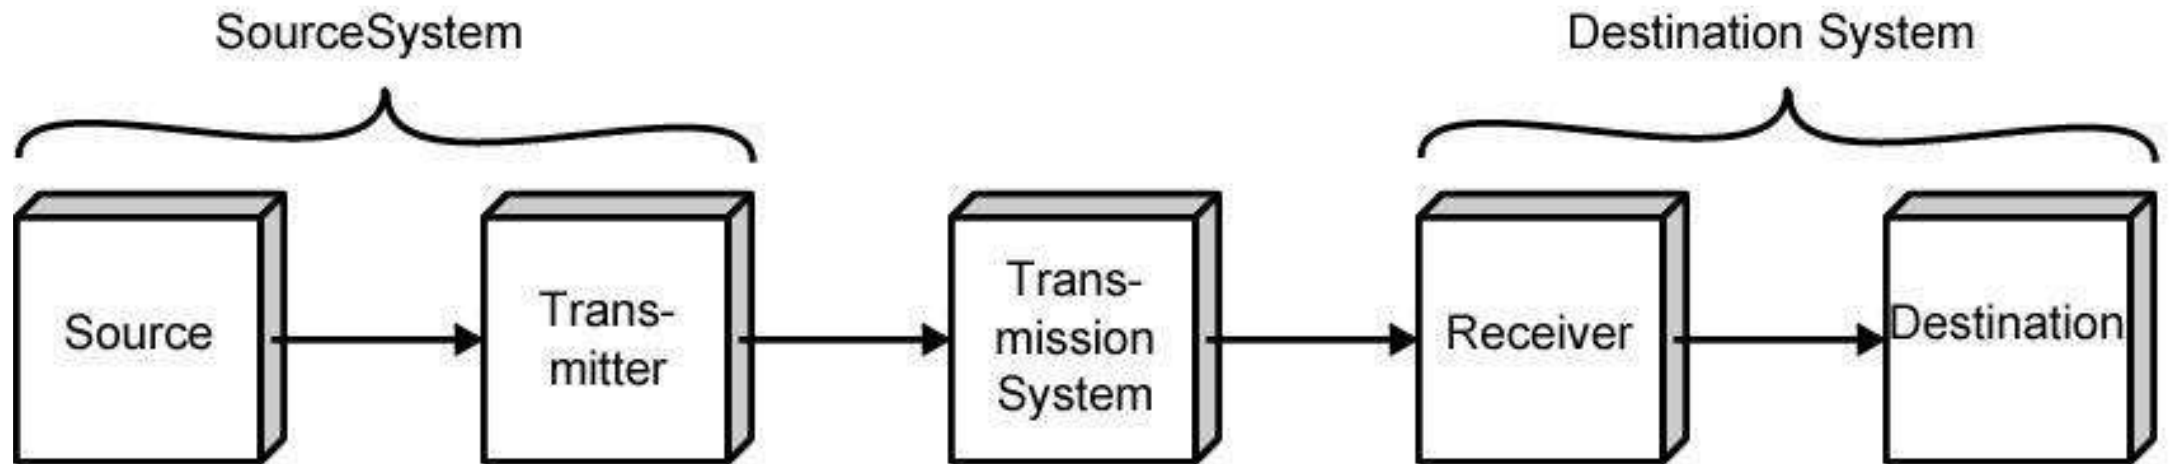 SourceSystem
Destination System
Source
Trans-
mitter
Trans-
mission
System
Receiver
Destination